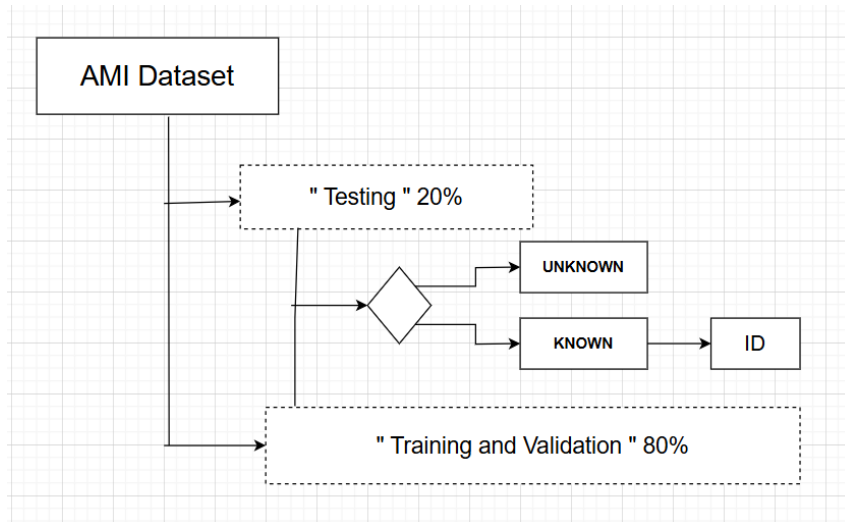 AMI Dataset
" Testing " 20%
UNKNOWN
KNOWN
ID
" Training and Validation " 80%